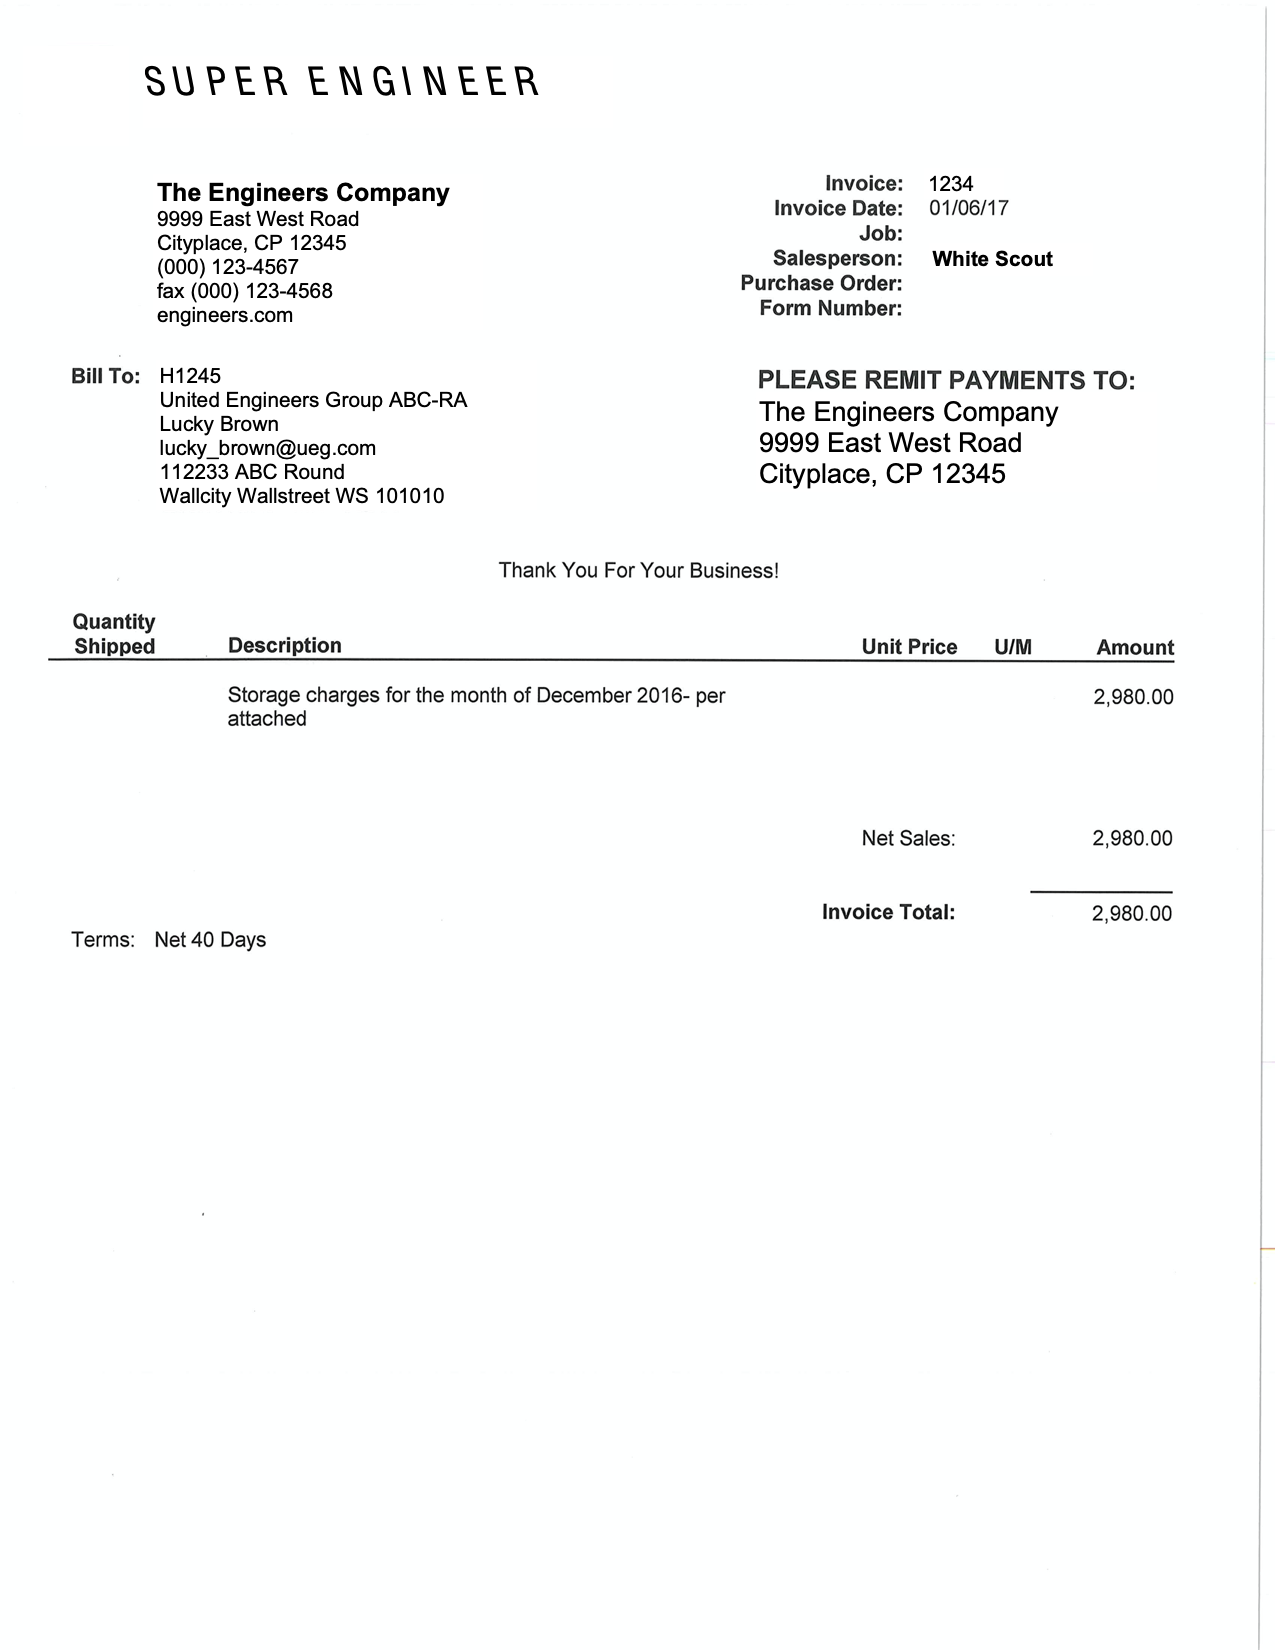 SUPER ENGINEER
The Engineers Company
9999 East West Road
Cityplace, CP 12345
(000) 123-4567
fax (000) 123-4568
engineers.com
Invoice: 1234
Invoice Date: 01/06/17
Job:
Salesperson: White Scout
Purchase Order:
Form Number:
Bill To: H1245
United Engineers Group ABC-RA
Lucky Brown
lucky_brown@ueg.com
112233 ABC Round
Wallcity Wallstreet WS 101010
PLEASE REMIT PAYMENTS TO:
The Engineers Company
9999 East West Road
Cityplace, CP 12345
Thank You For Your Business!
Quantity
Shipped Description Unit Price U/M Amount
Storage charges for the month of December 2016- per 2,980.00
attached
Net Sales: 2,980.00
Invoice Total: 2,980.00
Terms: Net 40 Days